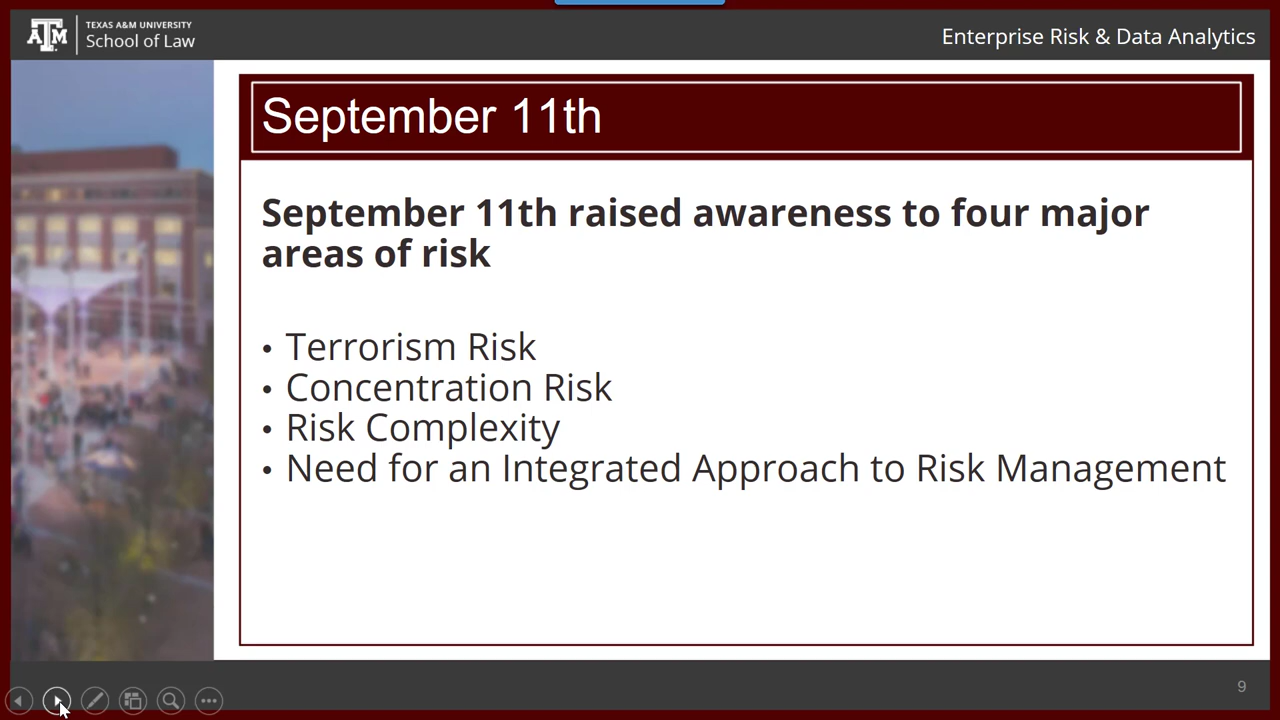 TEXAS A&M UNIVERSITY
School of Law
Enterprise Risk & Data Analytics
September 11th
September 11th raised awareness to four major
areas of risk
• Terrorism Risk
• Concentration Risk
• Risk Complexity
• Need for an Integrated Approach to Risk Management
9